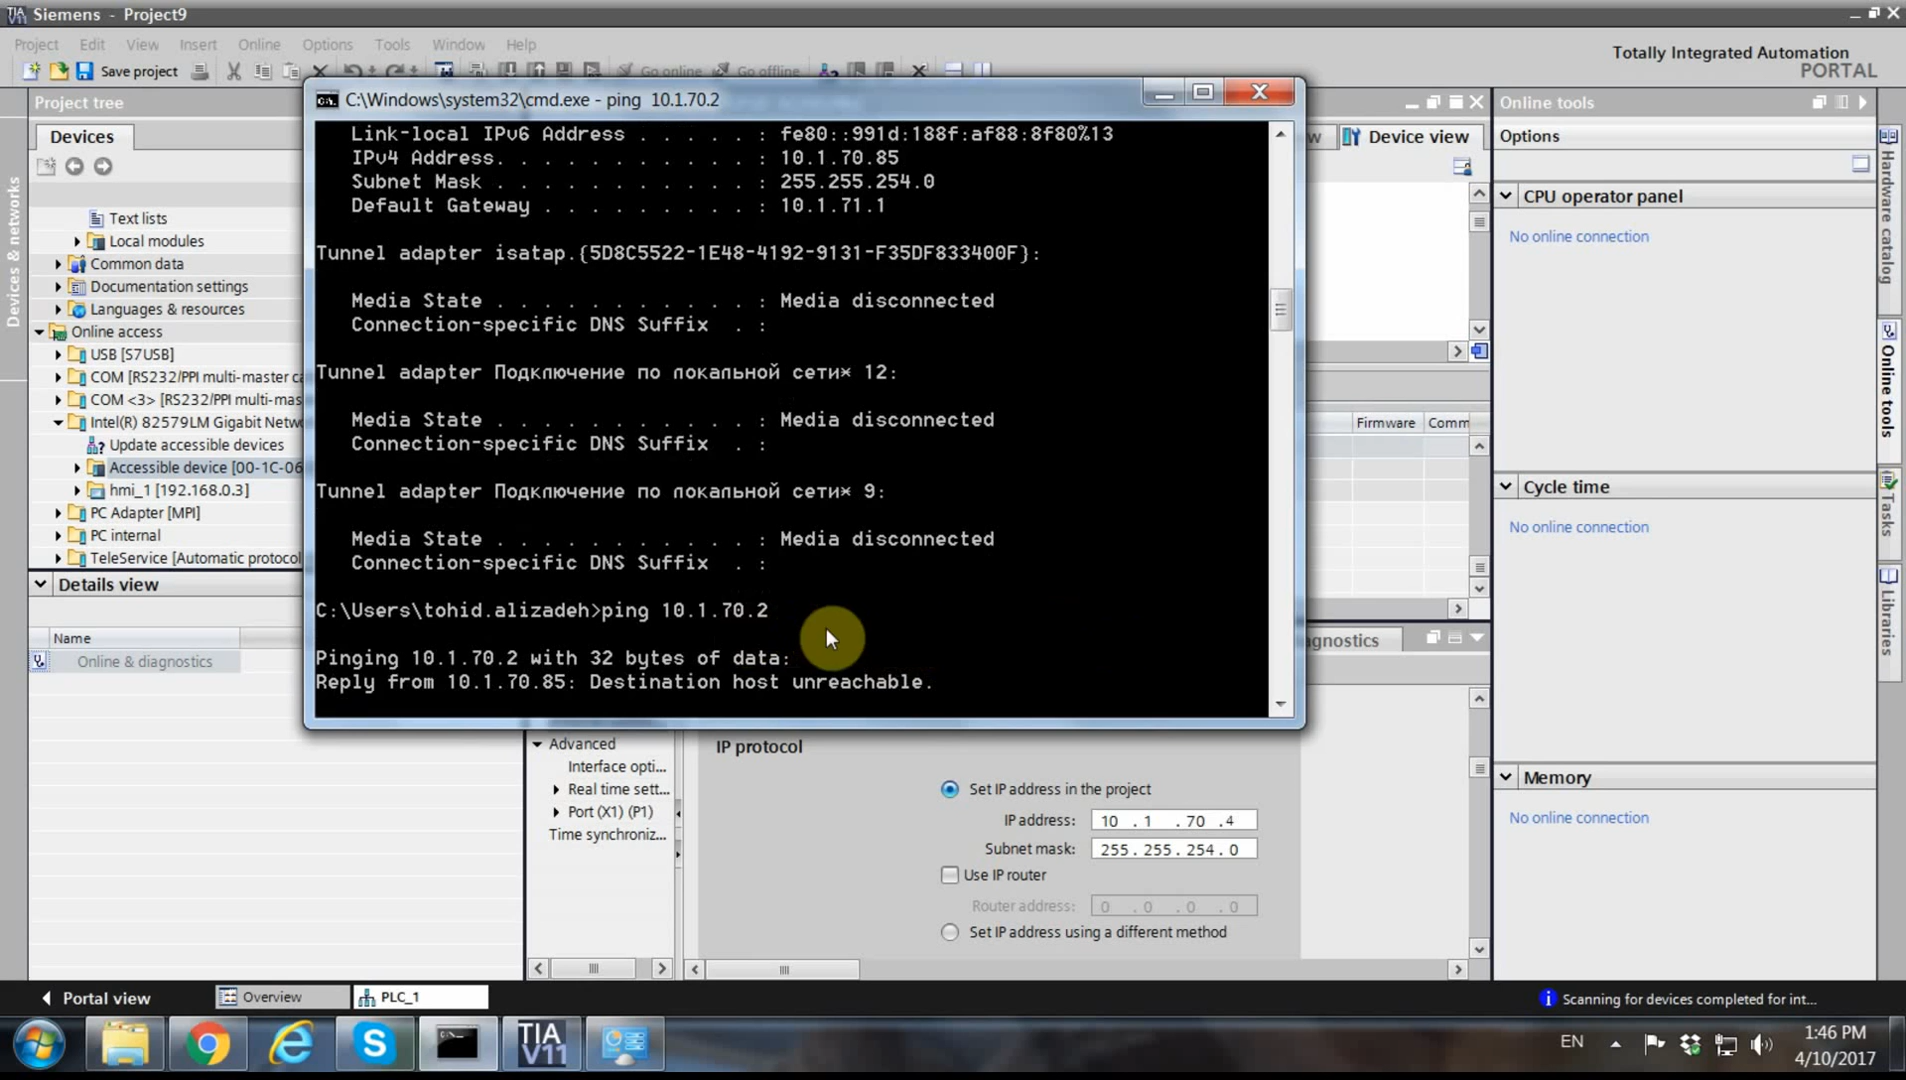 Siemens - Project9
Project Edit View Insert Online Options Tools Window Help
Totally Integrated Automation
PORTAL
Save project
Go online
Go offline
Project tree
Devices
Text lists
Local modules
Common data
Documentation settings
Languages & resources
Online access
USB [S7USB]
COM [RS232/PPI multi-master ca
COM <3> [RS232/PPI multi-mas
Intel(R) 82579LM Gigabit Netw
Update accessible devices
Accessible device [00-1C-06
hmi_1 [192.168.0.3]
PC Adapter [MPI]
PC internal
TeleService [Automatic protocol
Details view
Name
Online & diagnostics
Devices & networks
C:\Windows\system32\cmd.exe - ping 10.1.70.2
Link-local IPv6 Address . . . . . : fe80::991d:188f:af88:8f80%13
IPv4 Address. . . . . . . . . . . : 10.1.70.85
Subnet Mask . . . . . . . . . . . : 255.255.254.0
Default Gateway . . . . . . . . . : 10.1.71.1
Tunnel adapter isatap.{5D8C5522-1E48-4192-9131-F35DF833400F}:
Media State . . . . . . . . . . . : Media disconnected
Connection-specific DNS Suffix . :
Tunnel adapter Подключение по локальной сети* 12:
Media State . . . . . . . . . . . : Media disconnected
Connection-specific DNS Suffix . :
Tunnel adapter Подключение по локальной сети* 9:
Media State . . . . . . . . . . . : Media disconnected
Connection-specific DNS Suffix . :
C:\Users\tohid.alizadeh>ping 10.1.70.2
Pinging 10.1.70.2 with 32 bytes of data:
Reply from 10.1.70.85: Destination host unreachable.
Device view
Firmware
Comm
agnostics
Advanced
Interface opti...
Real time sett...
Port (X1) (P1)
Time synchroniz...
IP protocol
Set IP address in the project
IP address: 10 . 1 . 70 . 4
Subnet mask: 255 . 255 . 254 . 0
Use IP router
Router address: 0 . 0 . 0 . 0
Set IP address using a different method
Online tools
Options
CPU operator panel
No online connection
Cycle time
No online connection
Memory
No online connection
Hardware catalog
Online tools
Tasks
Libraries
Portal view
Overview
PLC_1
Scanning for devices completed for int...
TIA
V11
EN
1:46 PM
4/10/2017